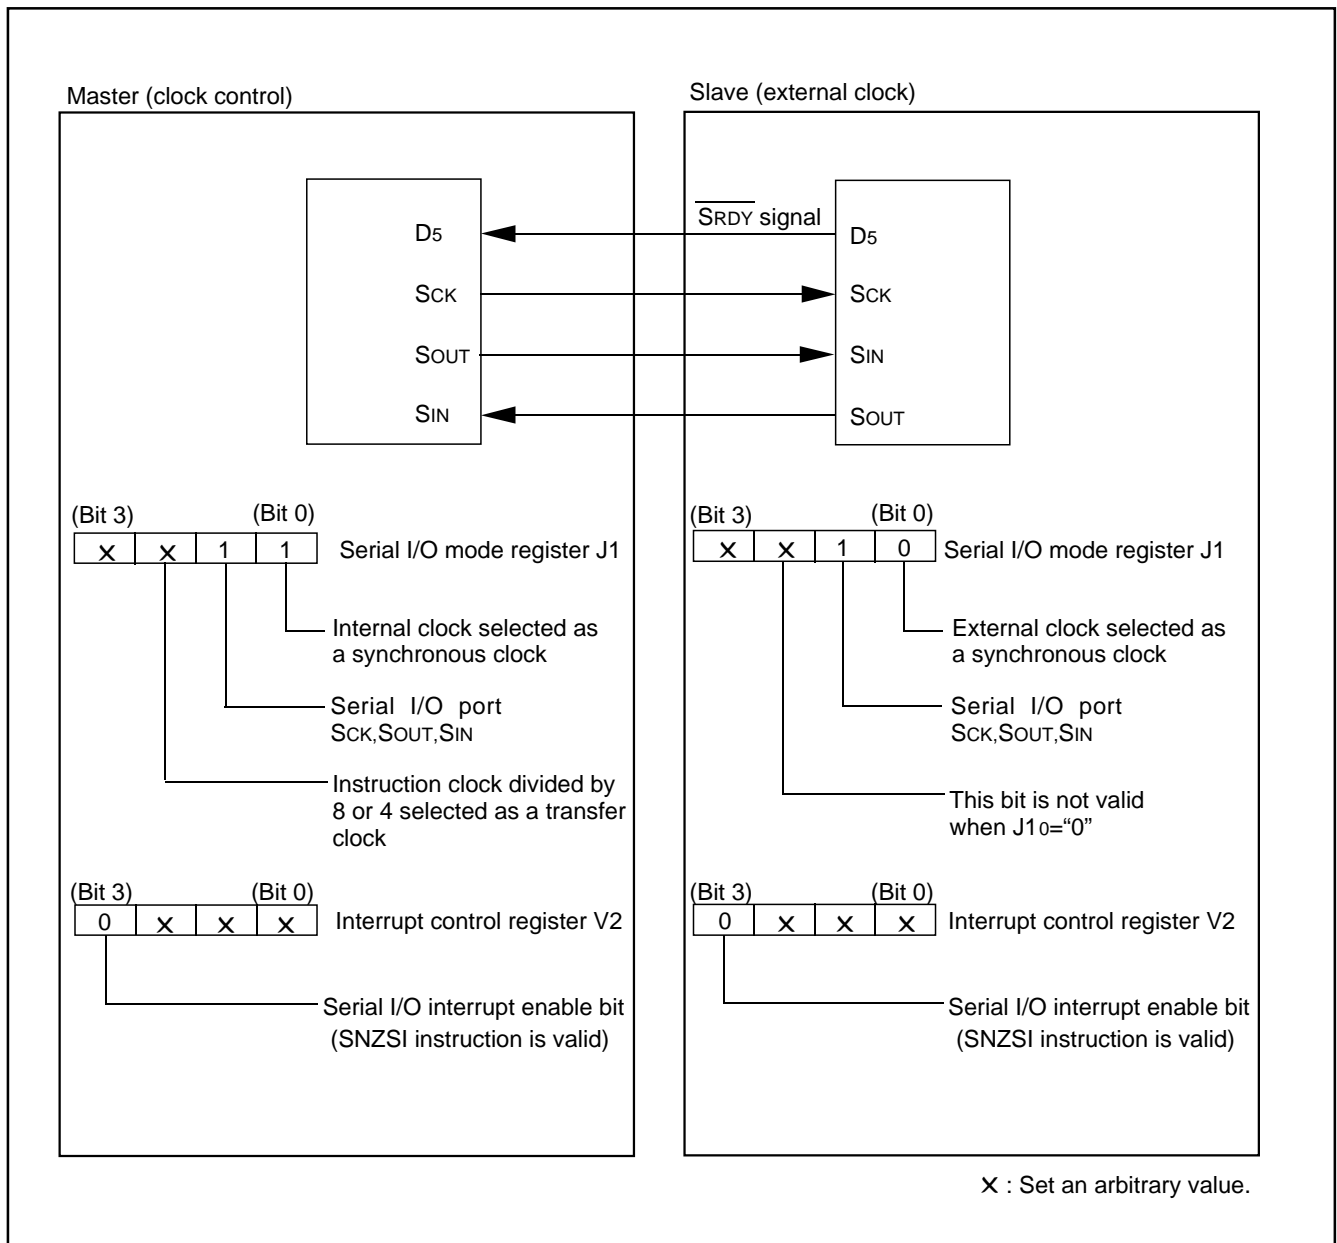 Master (clock control)
D5
SCK
SOUT
SIN
(Bit 3) (Bit 0)
× × 1 1 Serial I/O mode register J1
Internal clock selected as
a synchronous clock
Serial I/O port
SCK,SOUT,SIN
Instruction clock divided by
8 or 4 selected as a transfer
clock
(Bit 3) (Bit 0)
0 × × × Interrupt control register V2
Serial I/O interrupt enable bit
(SNZSI instruction is valid)
SRDY signal
Slave (external clock)
D5
SCK
SIN
SOUT
(Bit 3) (Bit 0)
× × 1 0 Serial I/O mode register J1
External clock selected as
a synchronous clock
Serial I/O port
SCK,SOUT,SIN
This bit is not valid
when J10=“0”
(Bit 3) (Bit 0)
0 × × × Interrupt control register V2
Serial I/O interrupt enable bit
(SNZSI instruction is valid)
× : Set an arbitrary value.